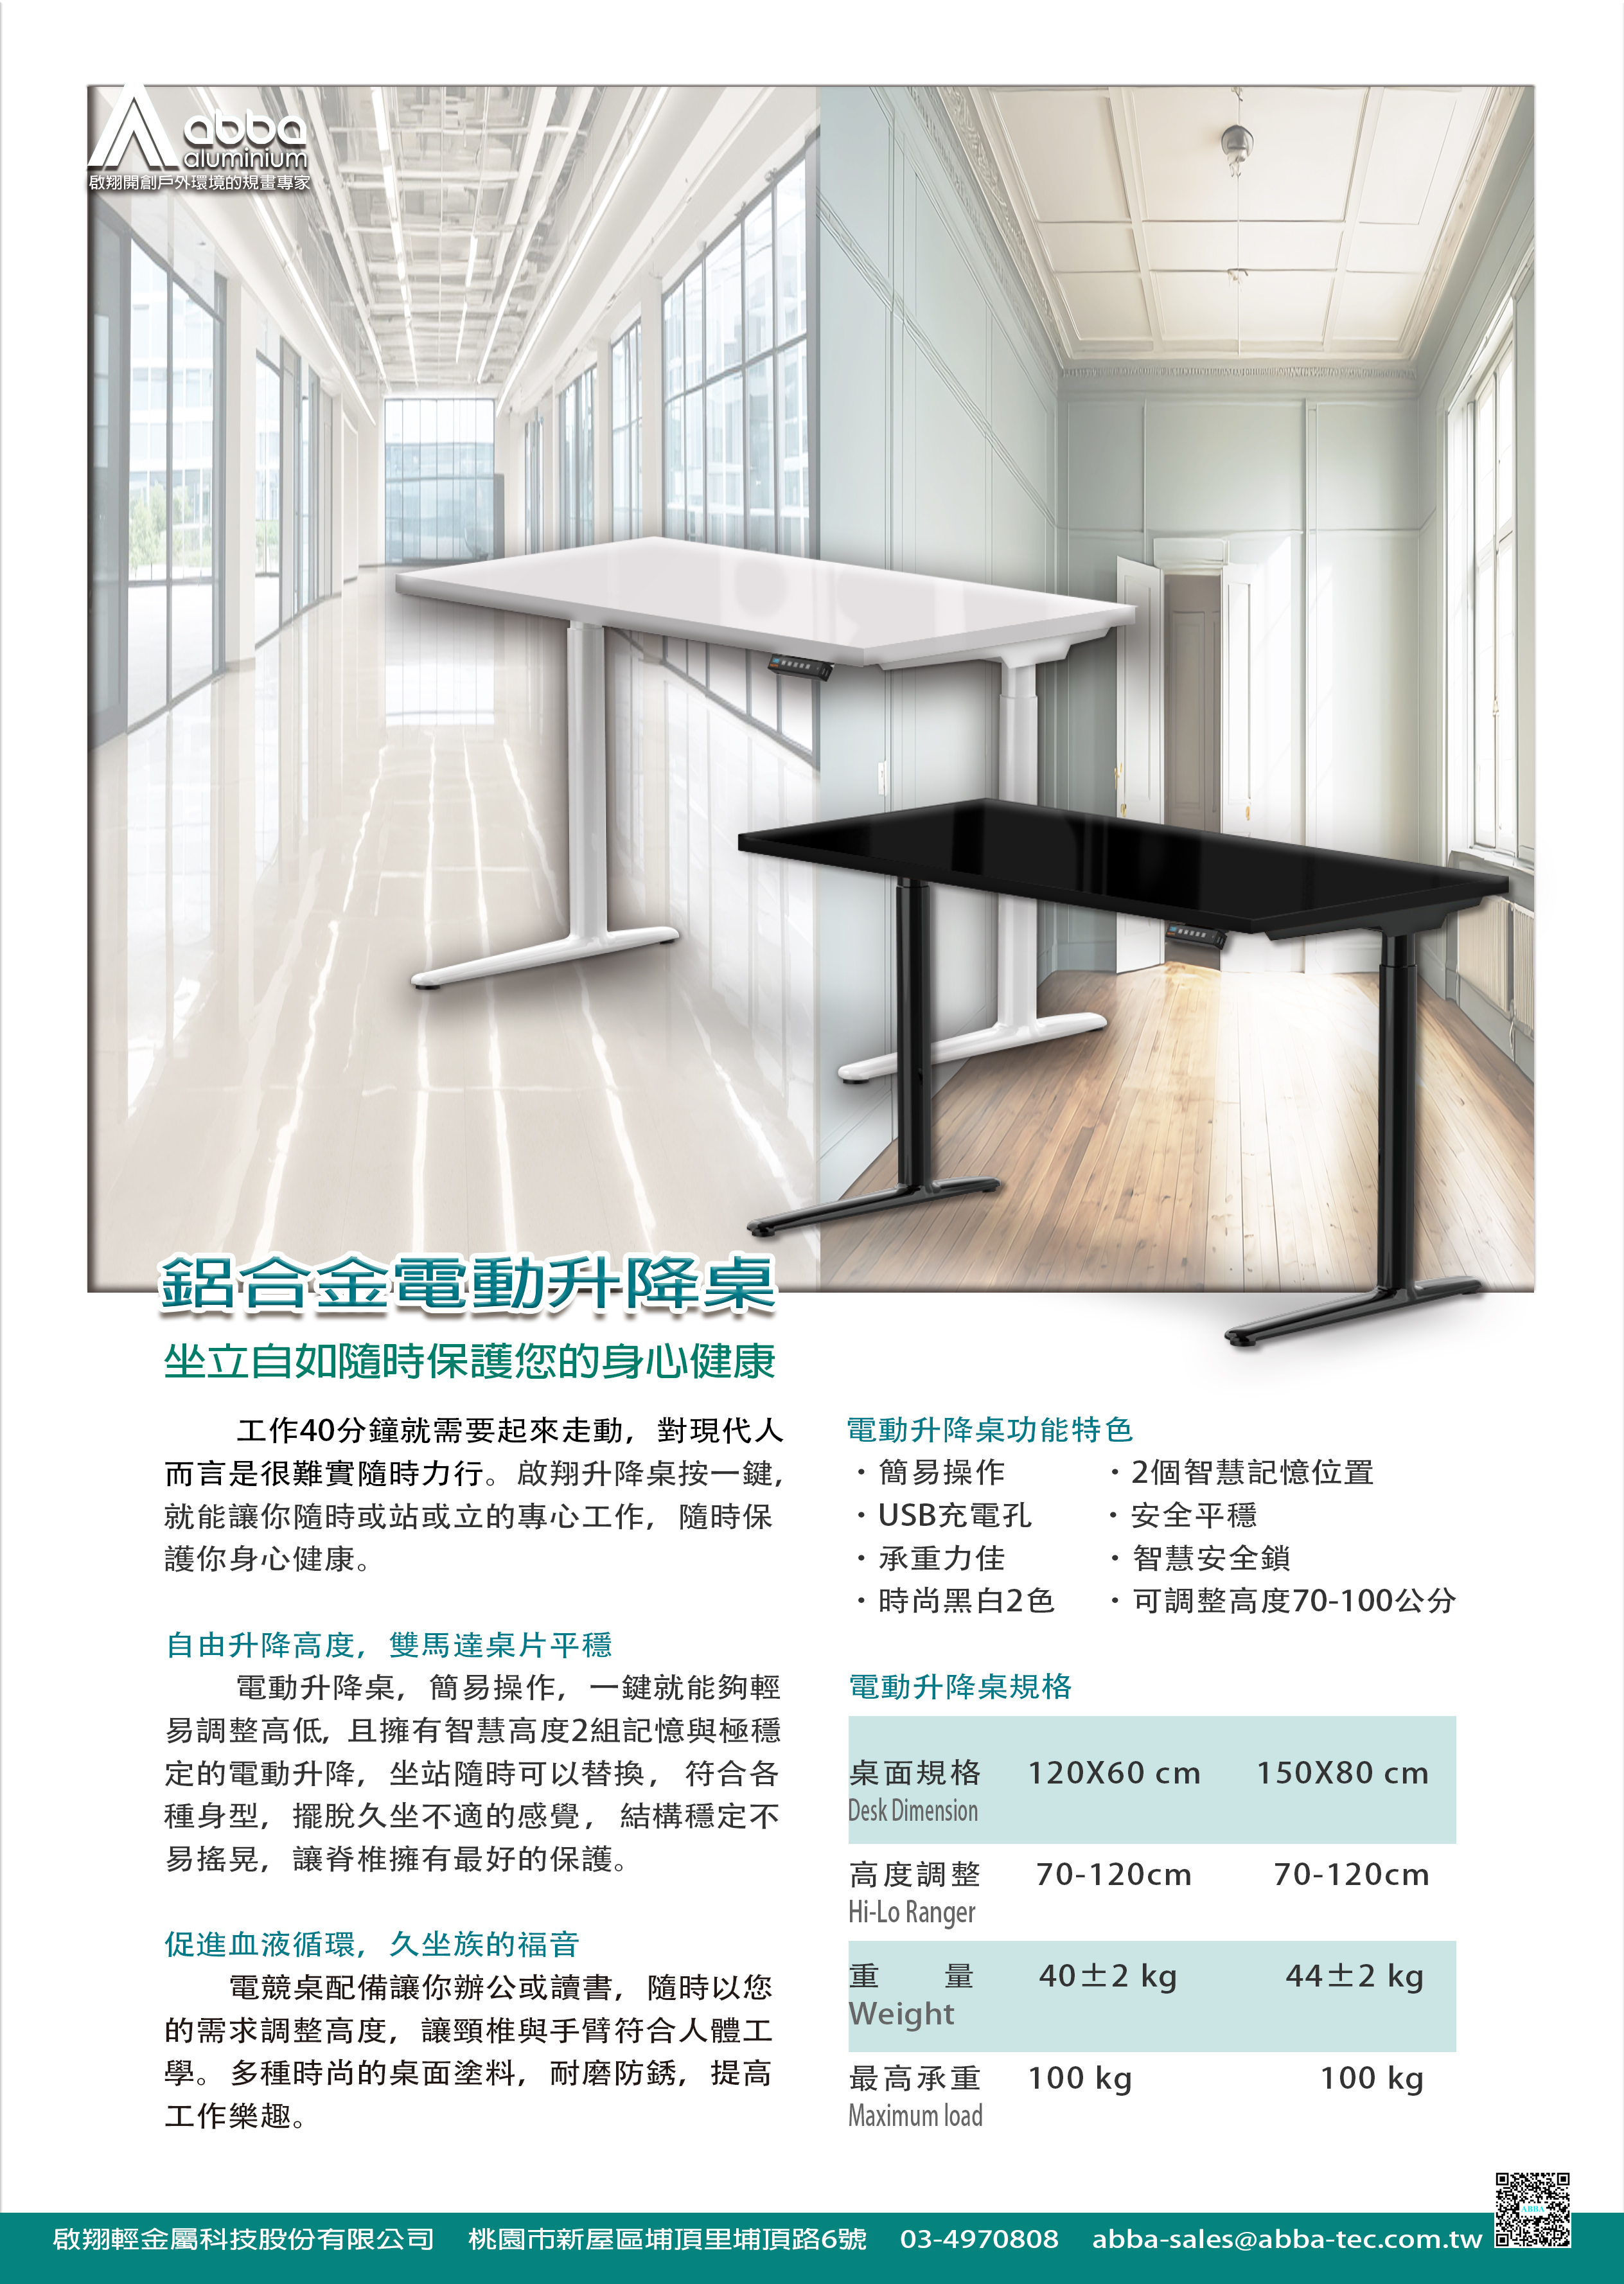 abba
aluminium
啟翔開創戶外環境的規畫專家
鋁合金電動升降桌
坐立自如隨時保護您的身心健康
工作40分鐘就需要起來走動，對現代人
而言是很難實隨時力行。啟翔升降桌按一鍵，
就能讓你隨時或站或立的專心工作，隨時保
護你身心健康。
自由升降高度，雙馬達桌片平穩
電動升降桌，簡易操作，一鍵就能夠輕
易調整高低，且擁有智慧高度2組記憶與極穩
定的電動升降，坐站隨時可以替換，符合各
種身型，擺脫久坐不適的感覺，結構穩定不
易搖晃，讓脊椎擁有最好的保護。
促進血液循環，久坐族的福音
電競桌配備讓你辦公或讀書，隨時以您
的需求調整高度，讓頸椎與手臂符合人體工
學。多種時尚的桌面塗料，耐磨防銹，提高
工作樂趣。
電動升降桌功能特色
・簡易操作 ・2個智慧記憶位置
・USB充電孔 ・安全平穩
・承重力佳 ・智慧安全鎖
・時尚黑白2色 ・可調整高度70-100公分
電動升降桌規格
桌面規格 120X60 cm 150X80 cm
Desk Dimension
高度調整 70-120cm 70-120cm
Hi-Lo Ranger
重 量 40±2 kg 44±2 kg
Weight
最高承重 100 kg 100 kg
Maximum load
ABBA
啟翔輕金屬科技股份有限公司 桃園市新屋區埔頂里埔頂路6號 03-4970808 abba-sales@abba-tec.com.tw